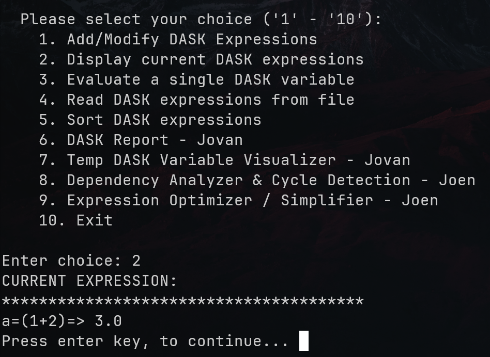 Please select your choice ('1' - '10'):
1. Add/Modify DASK Expressions
2. Display current DASK expressions
3. Evaluate a single DASK variable
4. Read DASK expressions from file
5. Sort DASK expressions
6. DASK Report - Jovan
7. Temp DASK Variable Visualizer - Jovan
8. Dependency Analyzer & Cycle Detection - Joen
9. Expression Optimizer / Simplifier - Joen
10. Exit
Enter choice: 2
CURRENT EXPRESSION:
***************************************
a=(1+2)=> 3.0
Press enter key, to continue...